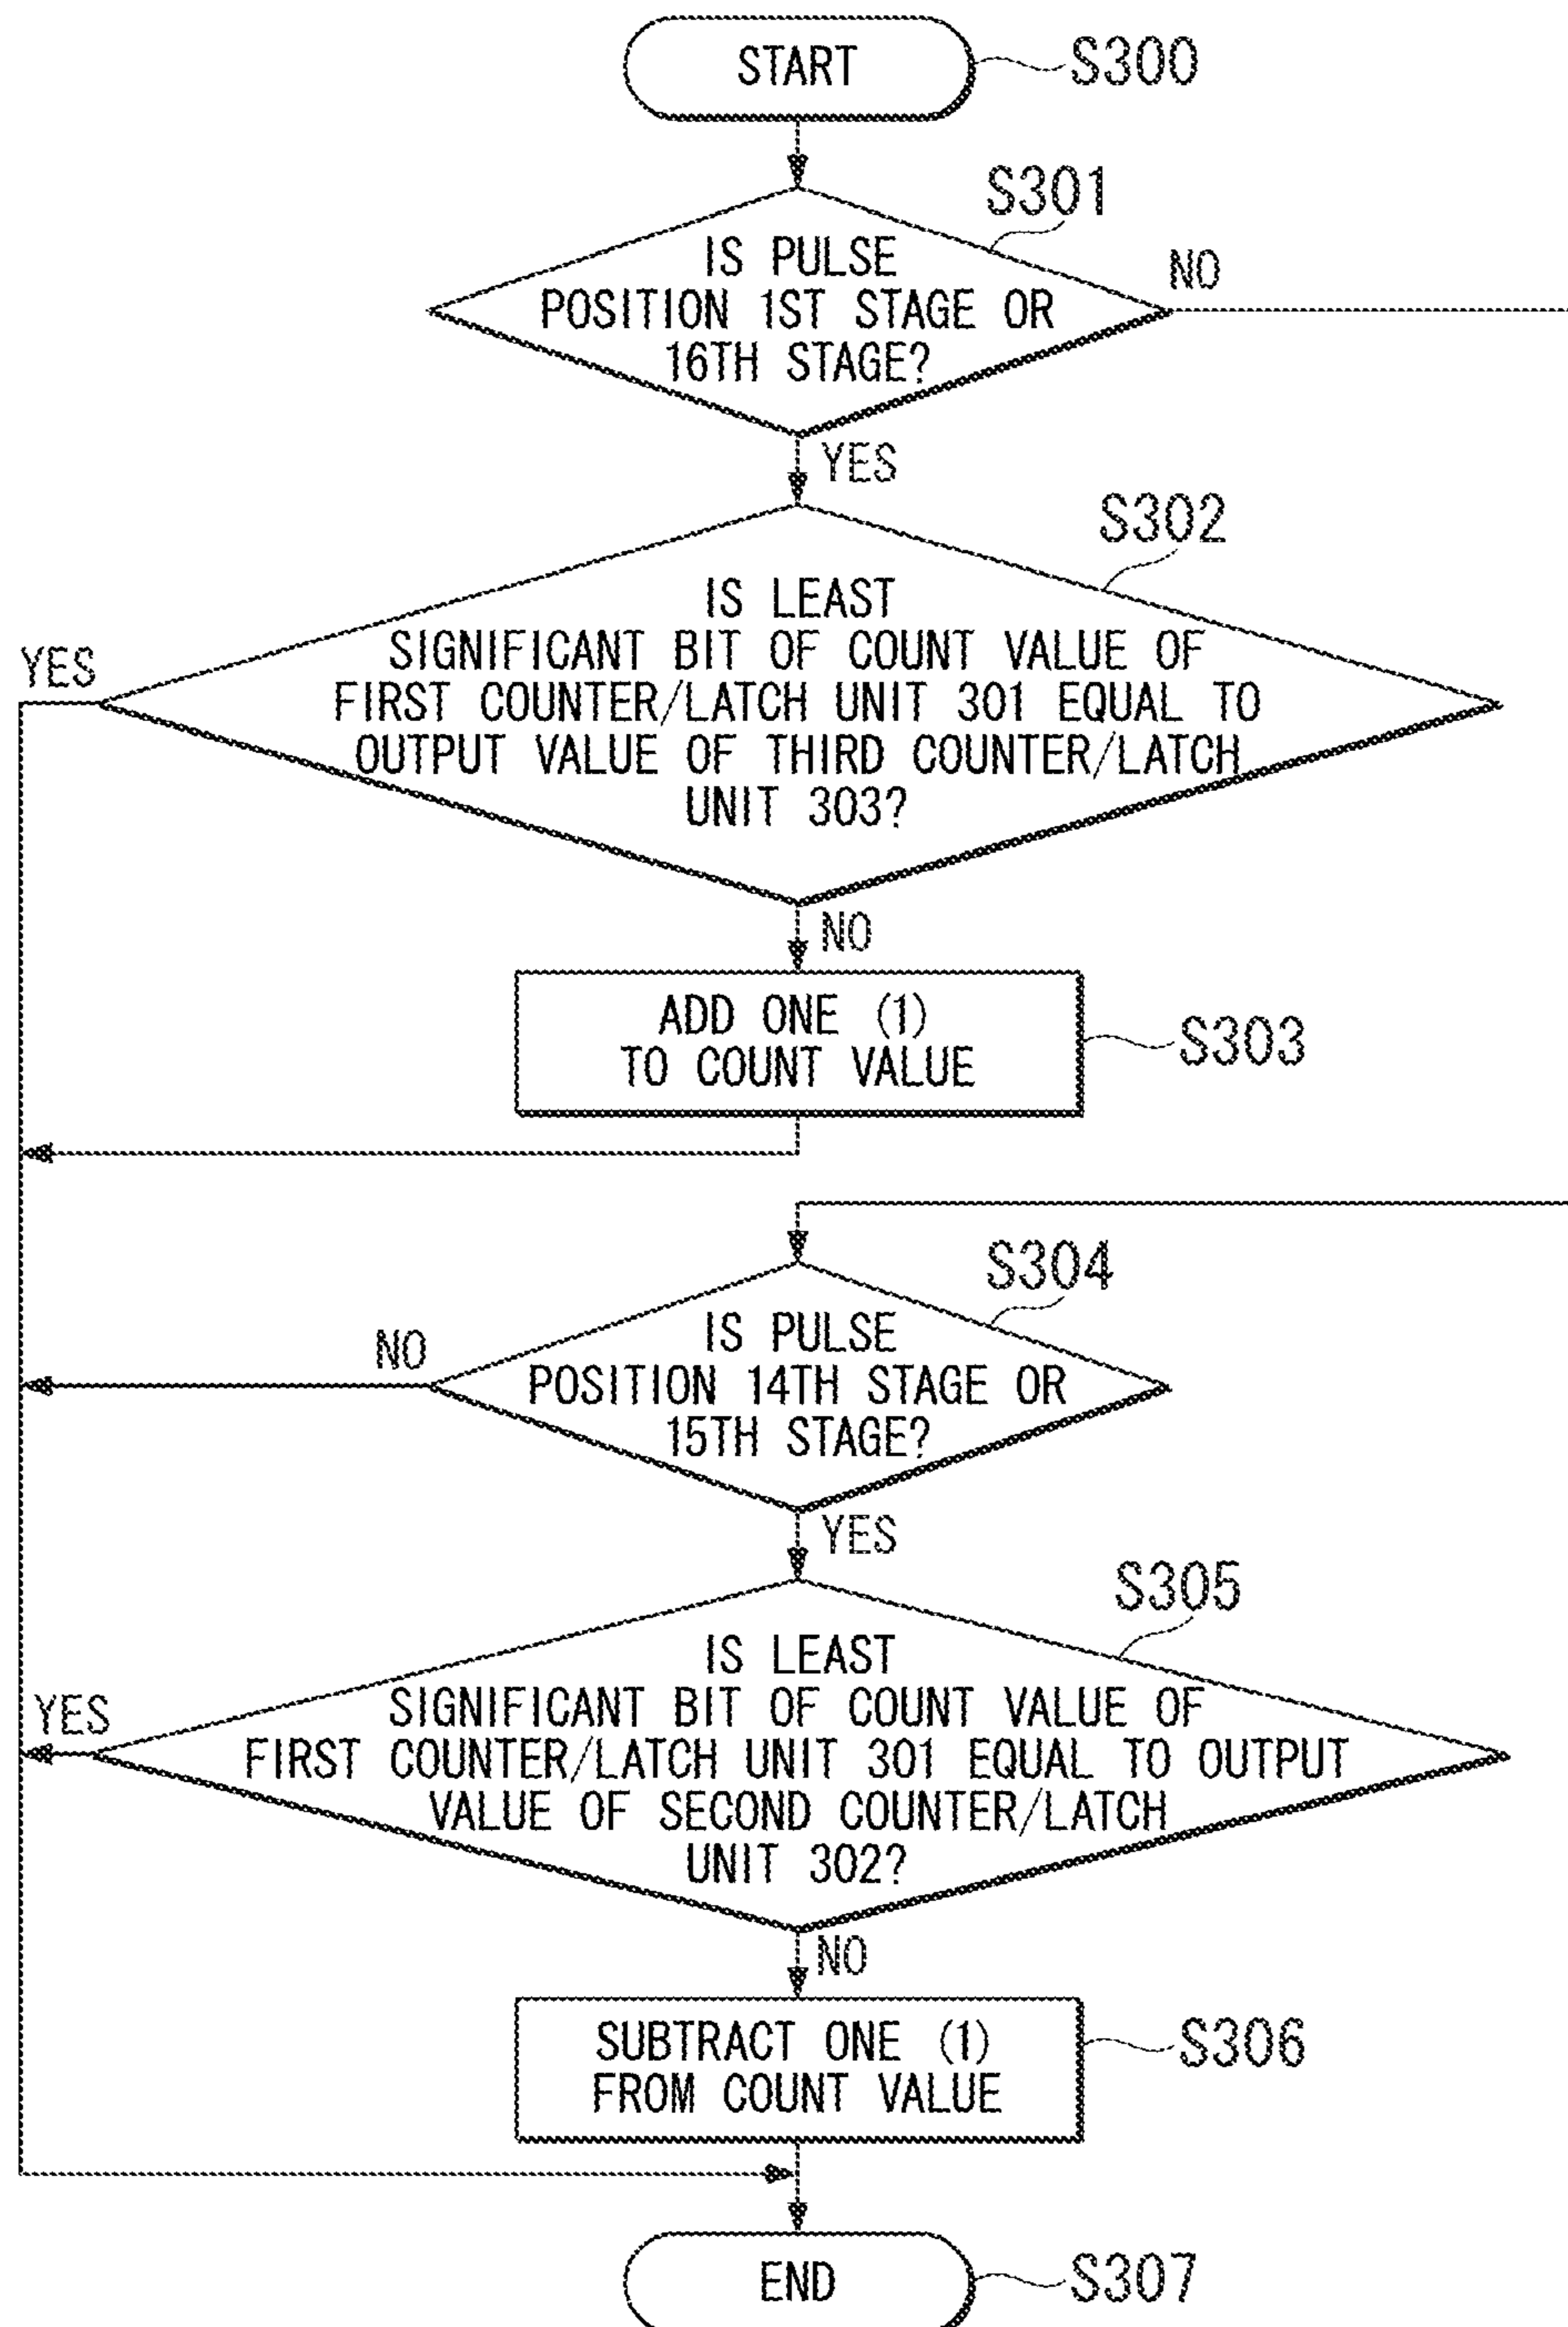 START
S300
S301
IS PULSE
POSITION 1ST STAGE OR
16TH STAGE?
NO
YES
S302
IS LEAST
SIGNIFICANT BIT OF COUNT VALUE OF
FIRST COUNTER/LATCH UNIT 301 EQUAL TO
OUTPUT VALUE OF THIRD COUNTER/LATCH
UNIT 303?
YES
NO
ADD ONE (1)
TO COUNT VALUE
S303
S304
IS PULSE
POSITION 14TH STAGE OR
15TH STAGE?
NO
YES
S305
IS LEAST
SIGNIFICANT BIT OF COUNT VALUE OF
FIRST COUNTER/LATCH UNIT 301 EQUAL TO OUTPUT
VALUE OF SECOND COUNTER/LATCH
UNIT 302?
YES
NO
SUBTRACT ONE (1)
FROM COUNT VALUE
S306
END
S307